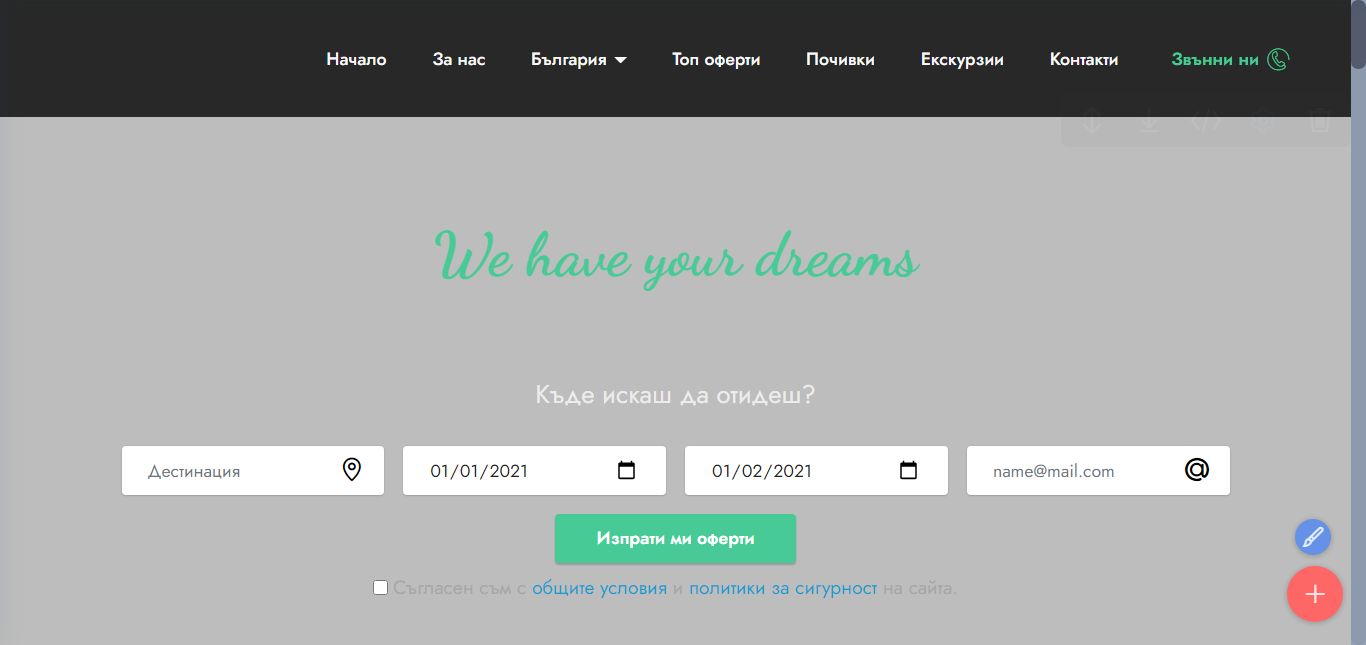 Начало За нас България Топ оферти Почивки Екскурзии Контакти Звънни ни
We have your dreams
Къде искаш да отидеш?
Дестинация 01/01/2021 01/02/2021 name@mail.com
Изпрати ми оферти
Съгласен съм с общите условия и политики за сигурност на сайта.